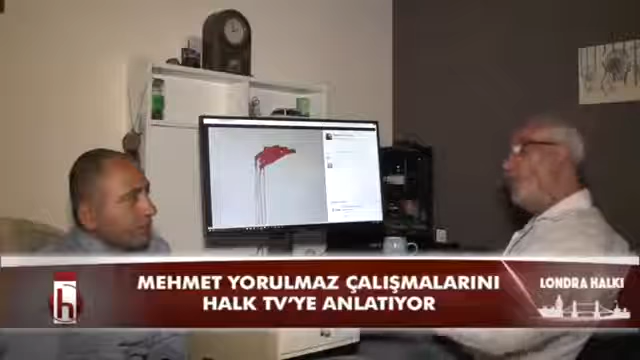 MEHMET YORULMAZ ÇALIŞMALARINI
HALK TV'YE ANLATIYOR
LONDRA HALKI
h